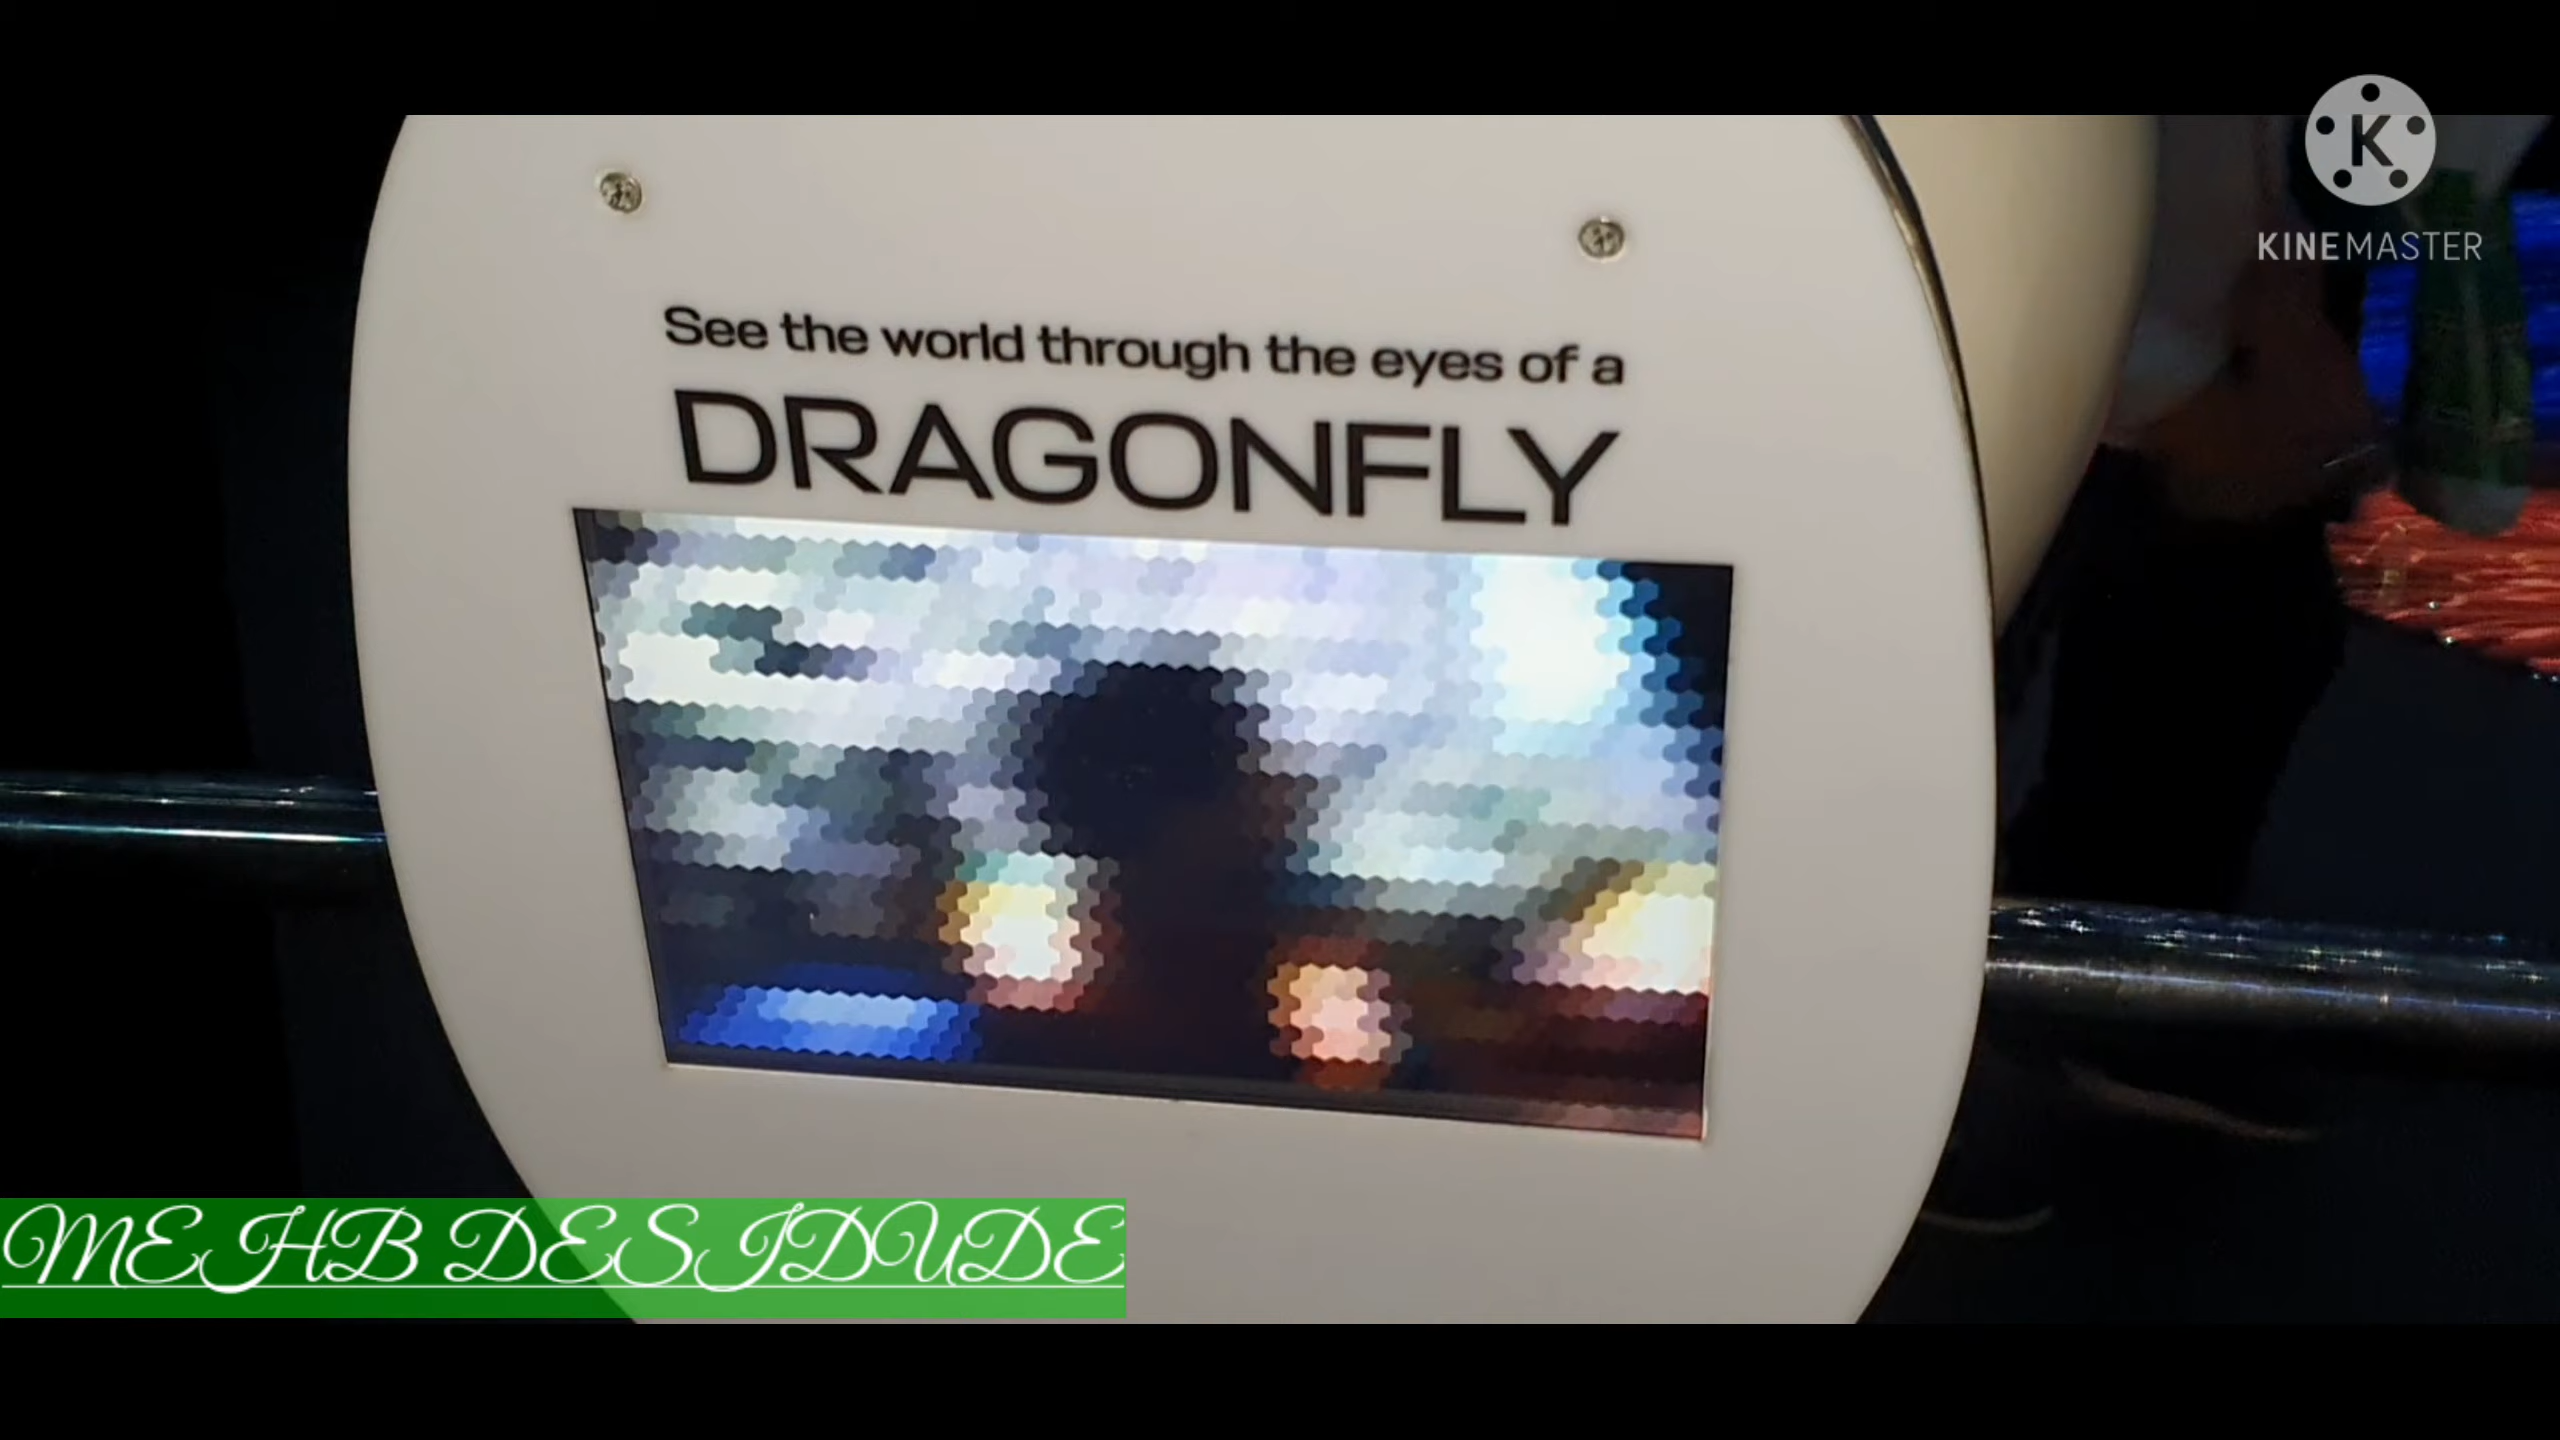 K
KINEMASTER
See the world through the eyes of a
DRAGONFLY
MEHB DESIDUDE